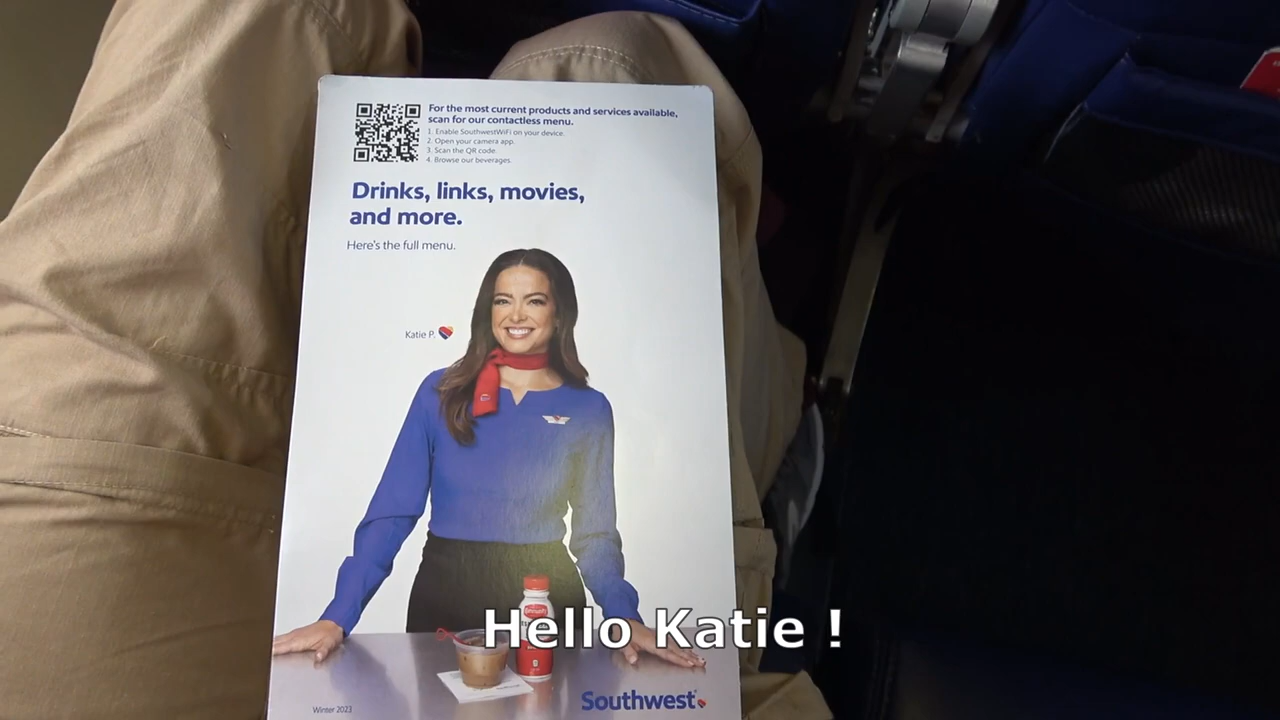 For the most current products and services available,
scan for our contactless menu.
1. Enable SouthwestWiFi on your device.
2. Open your camera app.
3. Scan the QR code.
4. Browse our beverages.
Drinks, links, movies,
and more.
Here's the full menu.
Katie P.
Hello Katie !
Southwest
Winter 2023